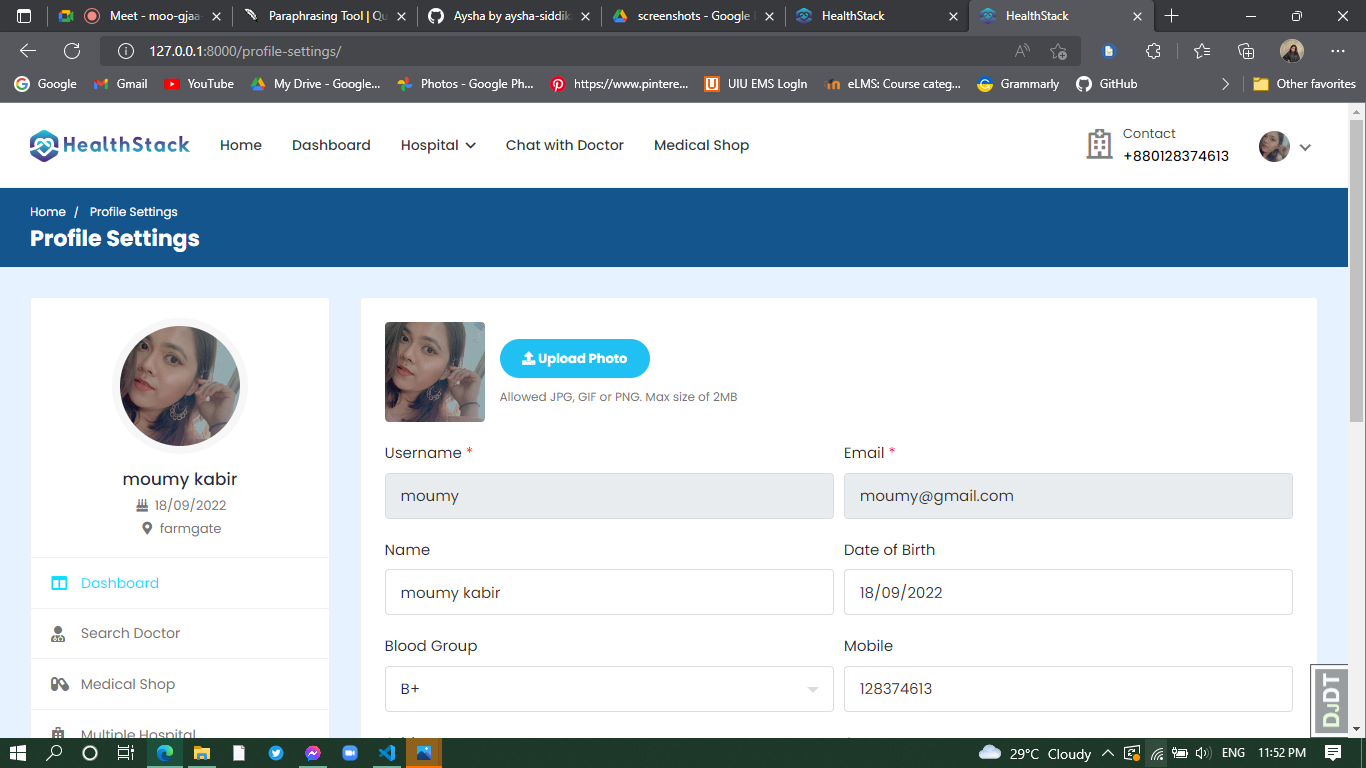 Meet - moo-gjaa
Paraphrasing Tool | Qu
Aysha by aysha-siddik
screenshots - Google
HealthStack
HealthStack
127.0.0.1:8000/profile-settings/
Google
Gmail
YouTube
My Drive - Google...
Photos - Google Ph...
https://www.pintere...
UIU EMS LogIn
eLMS: Course categ...
Grammarly
GitHub
Other favorites
HealthStack
Home
Dashboard
Hospital
Chat with Doctor
Medical Shop
Contact
+880128374613
Home / Profile Settings
Profile Settings
moumy kabir
18/09/2022
farmgate
Dashboard
Search Doctor
Medical Shop
Multiple Hospital
Upload Photo
Allowed JPG, GIF or PNG. Max size of 2MB
Username *
moumy
Email *
moumy@gmail.com
Name
moumy kabir
Date of Birth
18/09/2022
Blood Group
B+
Mobile
128374613
DJDT
29°C Cloudy
ENG
11:52 PM